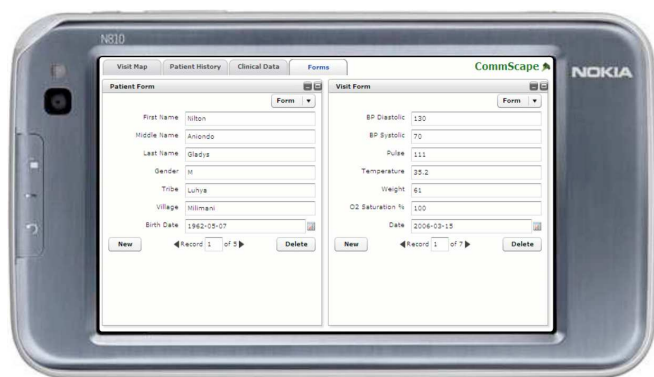 N810
Visit Map Patient History Clinical Data Forms CommScape
NOKIA
Patient Form
Form
First Name Nilton
Middle Name Aniondo
Last Name Gladys
Gender M
Tribe Luhya
Village Milimani
Birth Date 1962-05-07
New Record 1 of 5 Delete
Visit Form
Form
BP Diastolic 130
BP Systolic 70
Pulse 111
Temperature 35.2
Weight 61
O2 Saturation % 100
Date 2006-03-15
New Record 1 of 7 Delete